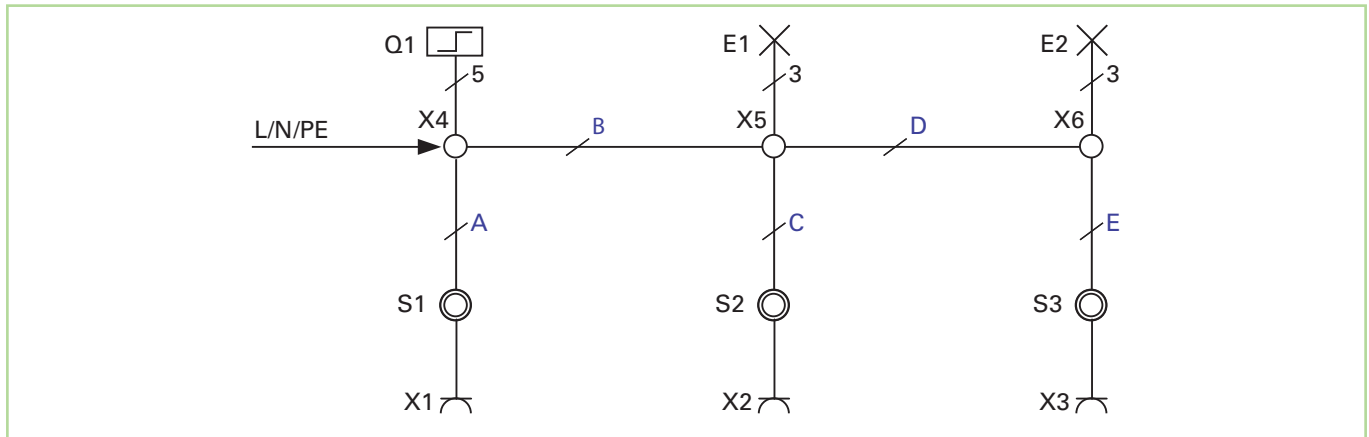 Q1 E1 E2
5 3 3
X4 X5 X6
L/N/PE B D
A C E
S1 S2 S3
X1 X2 X3